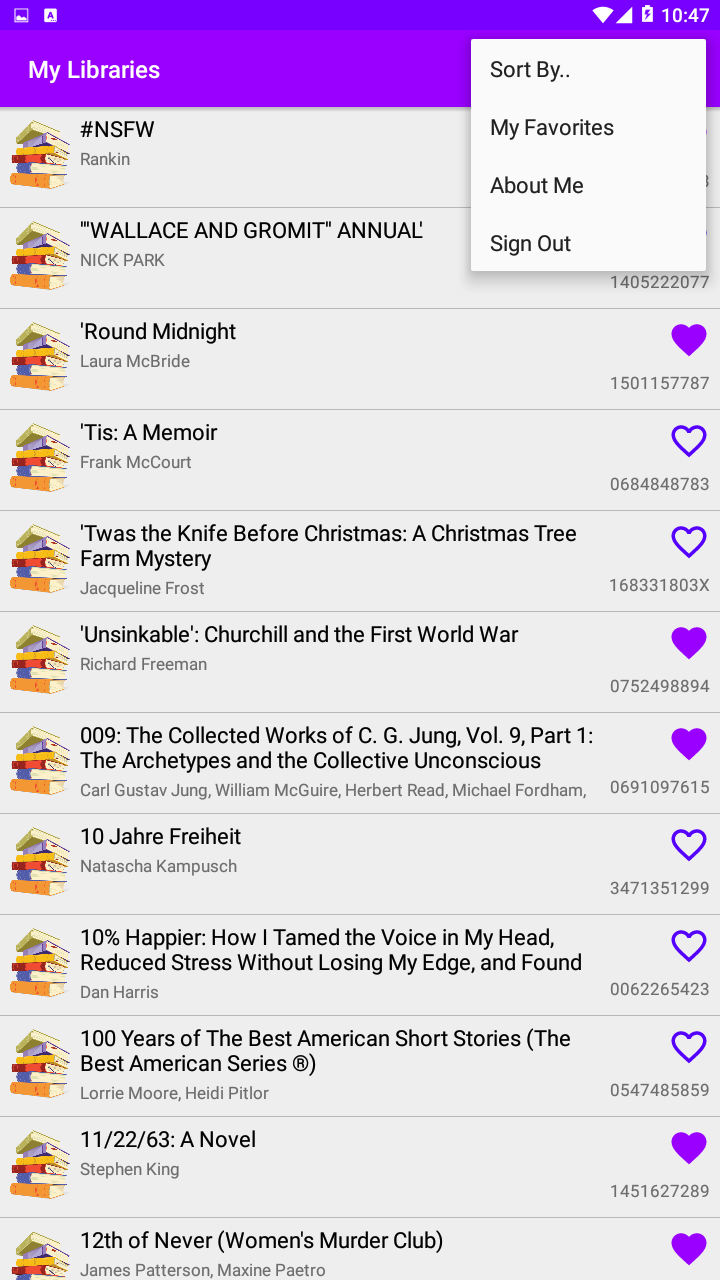 10:47
My Libraries
Sort By..
My Favorites
About Me
Sign Out
#NSFW
Rankin
'"WALLACE AND GROMIT" ANNUAL'
NICK PARK
1405222077
'Round Midnight
Laura McBride
1501157787
'Tis: A Memoir
Frank McCourt
0684848783
'Twas the Knife Before Christmas: A Christmas Tree
Farm Mystery
Jacqueline Frost
168331803X
'Unsinkable': Churchill and the First World War
Richard Freeman
0752498894
009: The Collected Works of C. G. Jung, Vol. 9, Part 1:
The Archetypes and the Collective Unconscious
Carl Gustav Jung, William McGuire, Herbert Read, Michael Fordham,
0691097615
10 Jahre Freiheit
Natascha Kampusch
3471351299
10% Happier: How I Tamed the Voice in My Head,
Reduced Stress Without Losing My Edge, and Found
Dan Harris
0062265423
100 Years of The Best American Short Stories (The
Best American Series ®)
Lorrie Moore, Heidi Pitlor
0547485859
11/22/63: A Novel
Stephen King
1451627289
12th of Never (Women's Murder Club)
James Patterson, Maxine Paetro